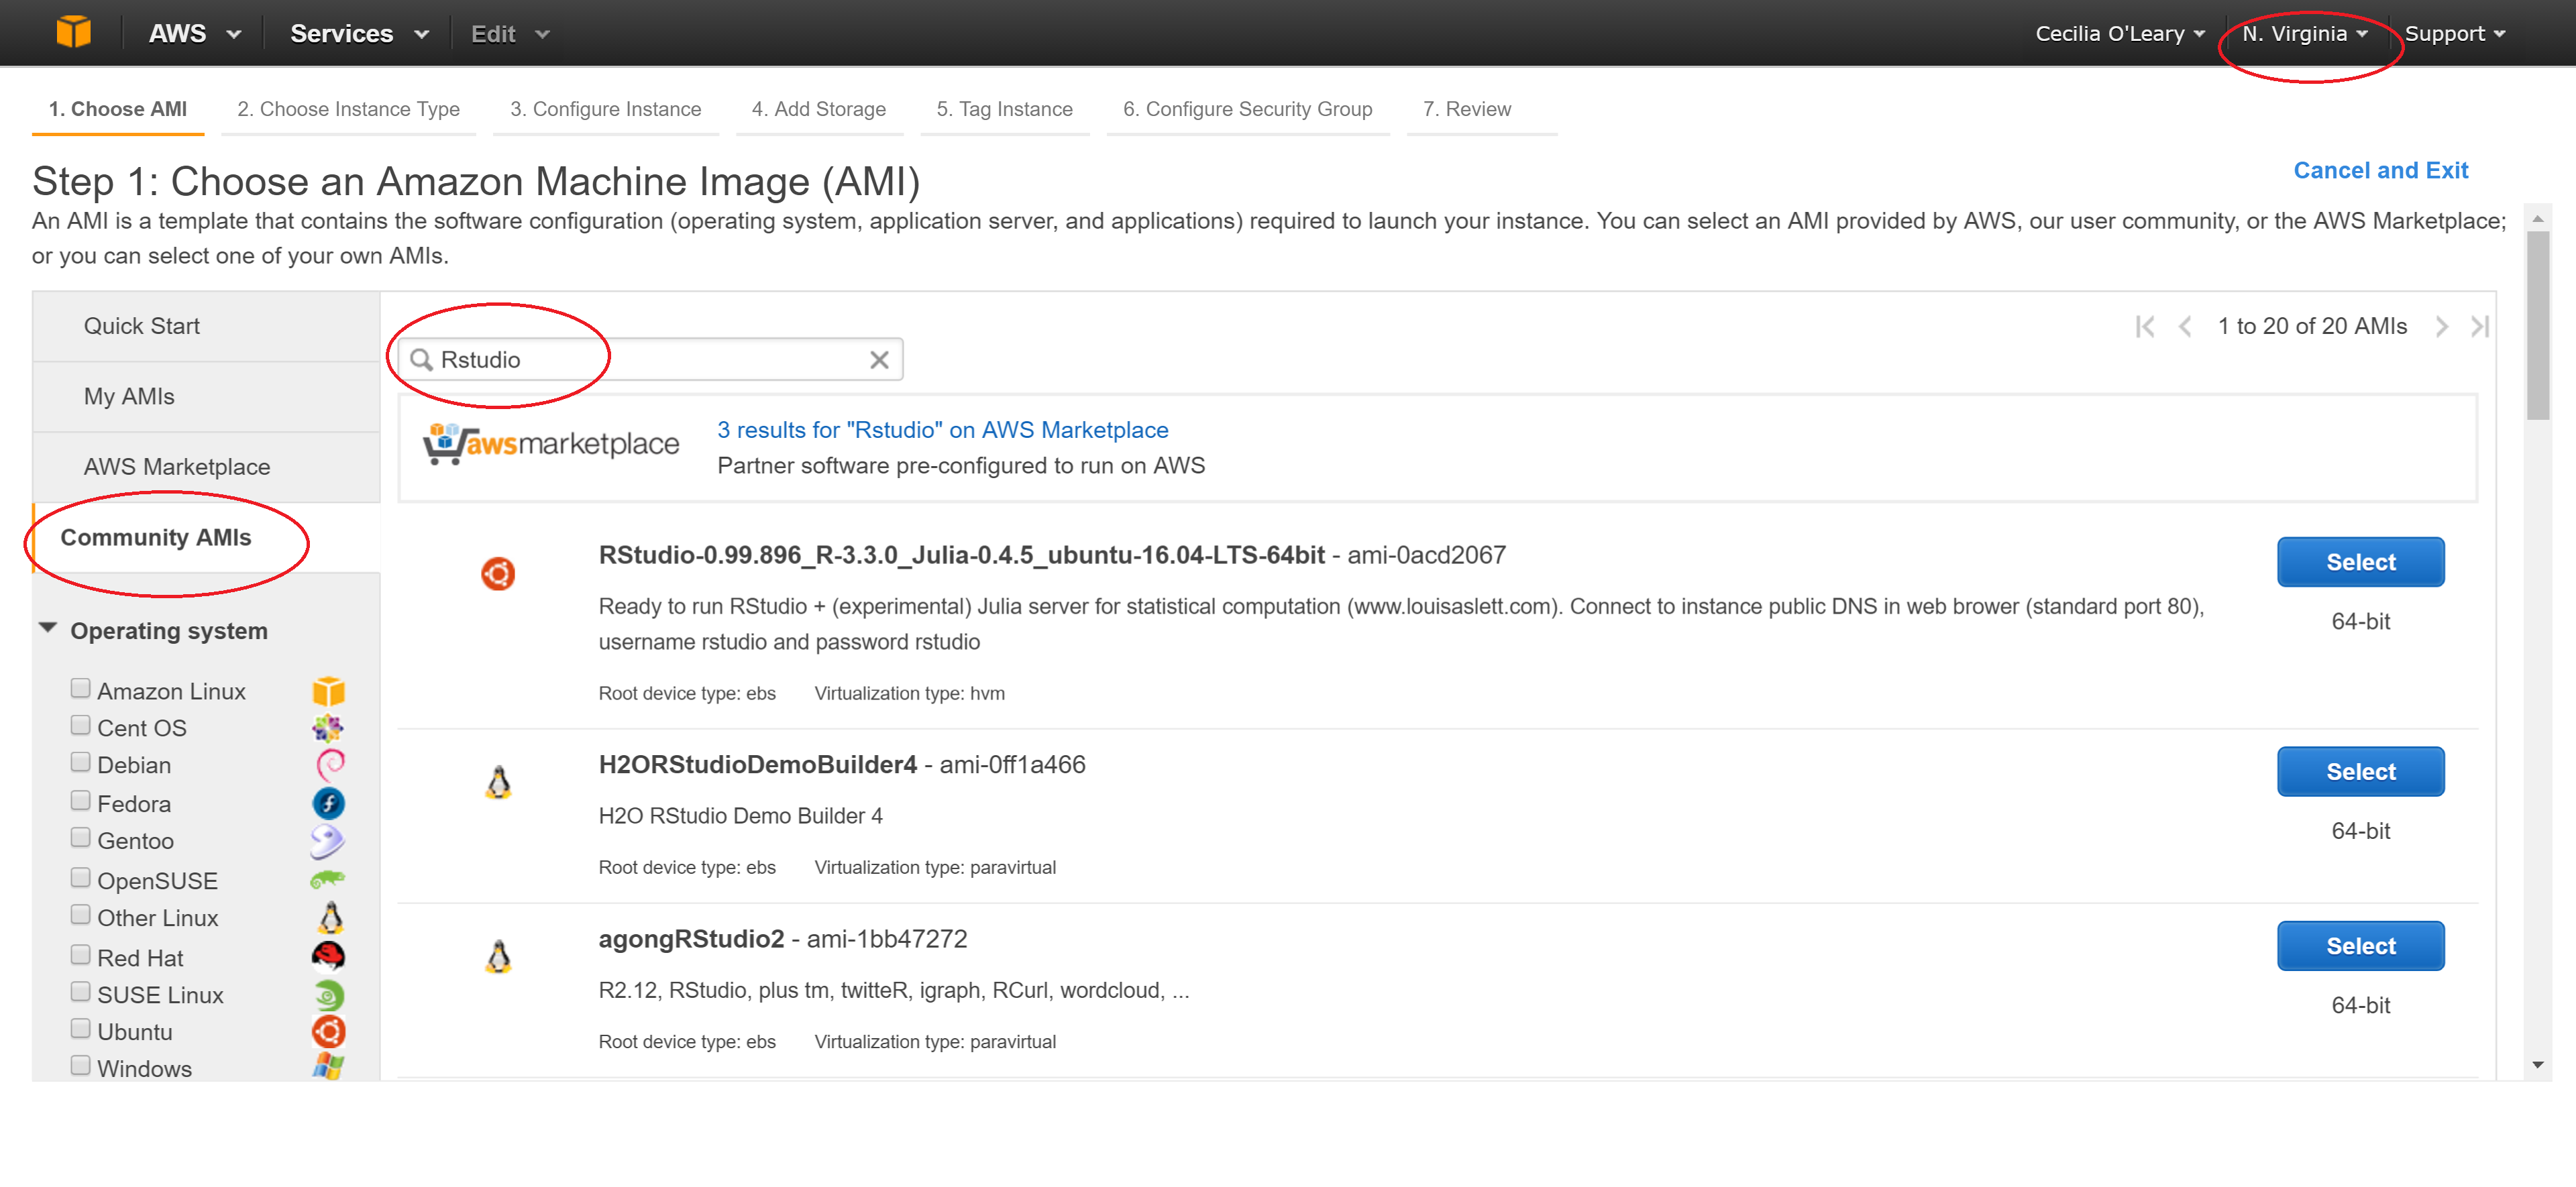 AWS Services Edit Cecilia O'Leary N. Virginia Support
1. Choose AMI 2. Choose Instance Type 3. Configure Instance 4. Add Storage 5. Tag Instance 6. Configure Security Group 7. Review
Step 1: Choose an Amazon Machine Image (AMI)
Cancel and Exit
An AMI is a template that contains the software configuration (operating system, application server, and applications) required to launch your instance. You can select an AMI provided by AWS, our user community, or the AWS Marketplace;
or you can select one of your own AMIs.
Quick Start
My AMIs
AWS Marketplace
Community AMIs
Operating system
Amazon Linux
Cent OS
Debian
Fedora
Gentoo
OpenSUSE
Other Linux
Red Hat
SUSE Linux
Ubuntu
Windows
1 to 20 of 20 AMIs
Rstudio
awsmarketplace
3 results for "Rstudio" on AWS Marketplace
Partner software pre-configured to run on AWS
RStudio-0.99.896_R-3.3.0_Julia-0.4.5_ubuntu-16.04-LTS-64bit - ami-0acd2067
Ready to run RStudio + (experimental) Julia server for statistical computation (www.louisaslett.com). Connect to instance public DNS in web brower (standard port 80),
username rstudio and password rstudio
Root device type: ebs Virtualization type: hvm
Select
64-bit
H2ORStudioDemoBuilder4 - ami-0ff1a466
H2O RStudio Demo Builder 4
Root device type: ebs Virtualization type: paravirtual
Select
64-bit
agongRStudio2 - ami-1bb47272
R2.12, RStudio, plus tm, twitteR, igraph, RCurl, wordcloud, ...
Root device type: ebs Virtualization type: paravirtual
Select
64-bit